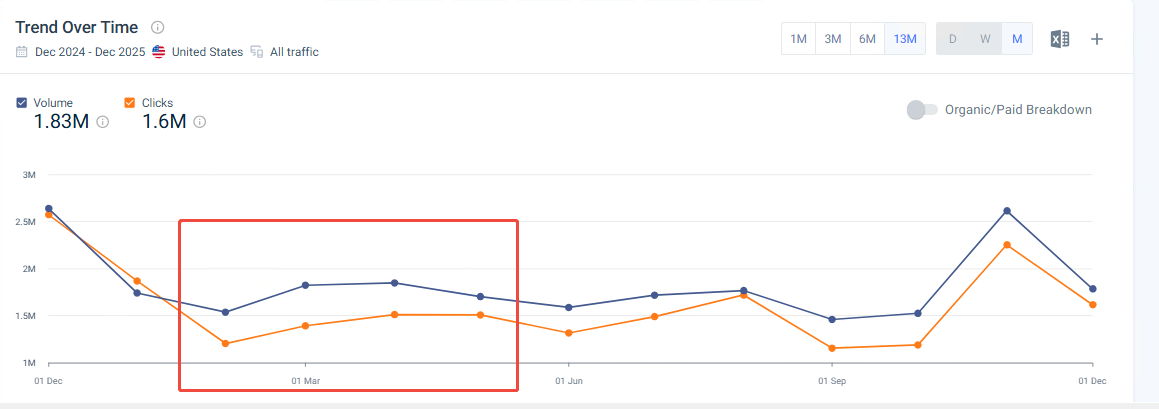 Trend Over Time
Dec 2024 - Dec 2025 United States All traffic
1M 3M 6M 13M D W M
Volume Clicks
1.83M 1.6M
Organic/Paid Breakdown
3M
2.5M
2M
1.5M
1M
01 Dec 01 Mar 01 Jun 01 Sep 01 Dec